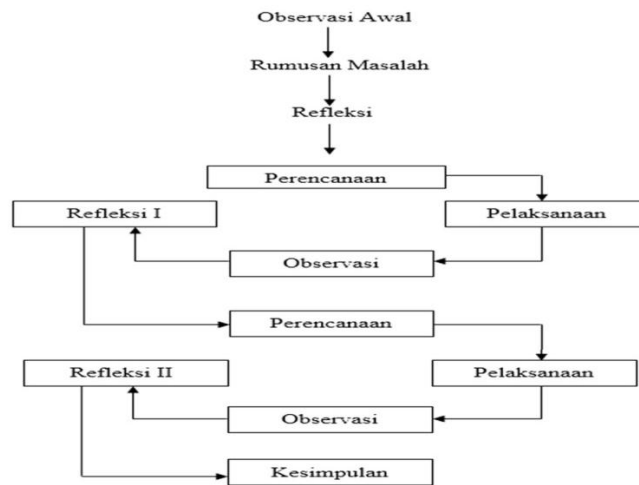 Observasi Awal
Rumusan Masalah
Refleksi
Perencanaan
Refleksi I
Pelaksanaan
Observasi
Perencanaan
Refleksi II
Pelaksanaan
Observasi
Kesimpulan